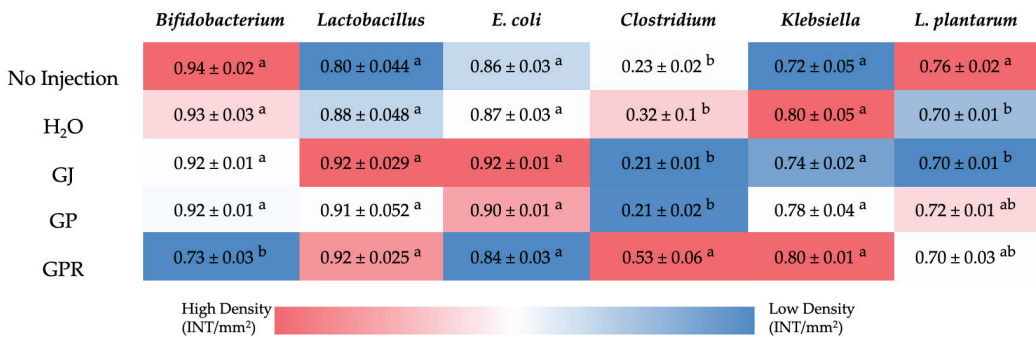 Bifidobacterium Lactobacillus E. coli Clostridium Klebsiella L. plantarum
No Injection 0.94 ± 0.02 a 0.80 ± 0.044 a 0.86 ± 0.03 a 0.23 ± 0.02 b 0.72 ± 0.05 a 0.76 ± 0.02 a
H₂O 0.93 ± 0.03 a 0.88 ± 0.048 a 0.87 ± 0.03 a 0.32 ± 0.1 b 0.80 ± 0.05 a 0.70 ± 0.01 b
GJ 0.92 ± 0.01 a 0.92 ± 0.029 a 0.92 ± 0.01 a 0.21 ± 0.01 b 0.74 ± 0.02 a 0.70 ± 0.01 b
GP 0.92 ± 0.01 a 0.91 ± 0.052 a 0.90 ± 0.01 a 0.21 ± 0.02 b 0.78 ± 0.04 a 0.72 ± 0.01 ab
GPR 0.73 ± 0.03 b 0.92 ± 0.025 a 0.84 ± 0.03 a 0.53 ± 0.06 a 0.80 ± 0.01 a 0.70 ± 0.03 ab
High Density
(INT/mm²)
Low Density
(INT/mm²)